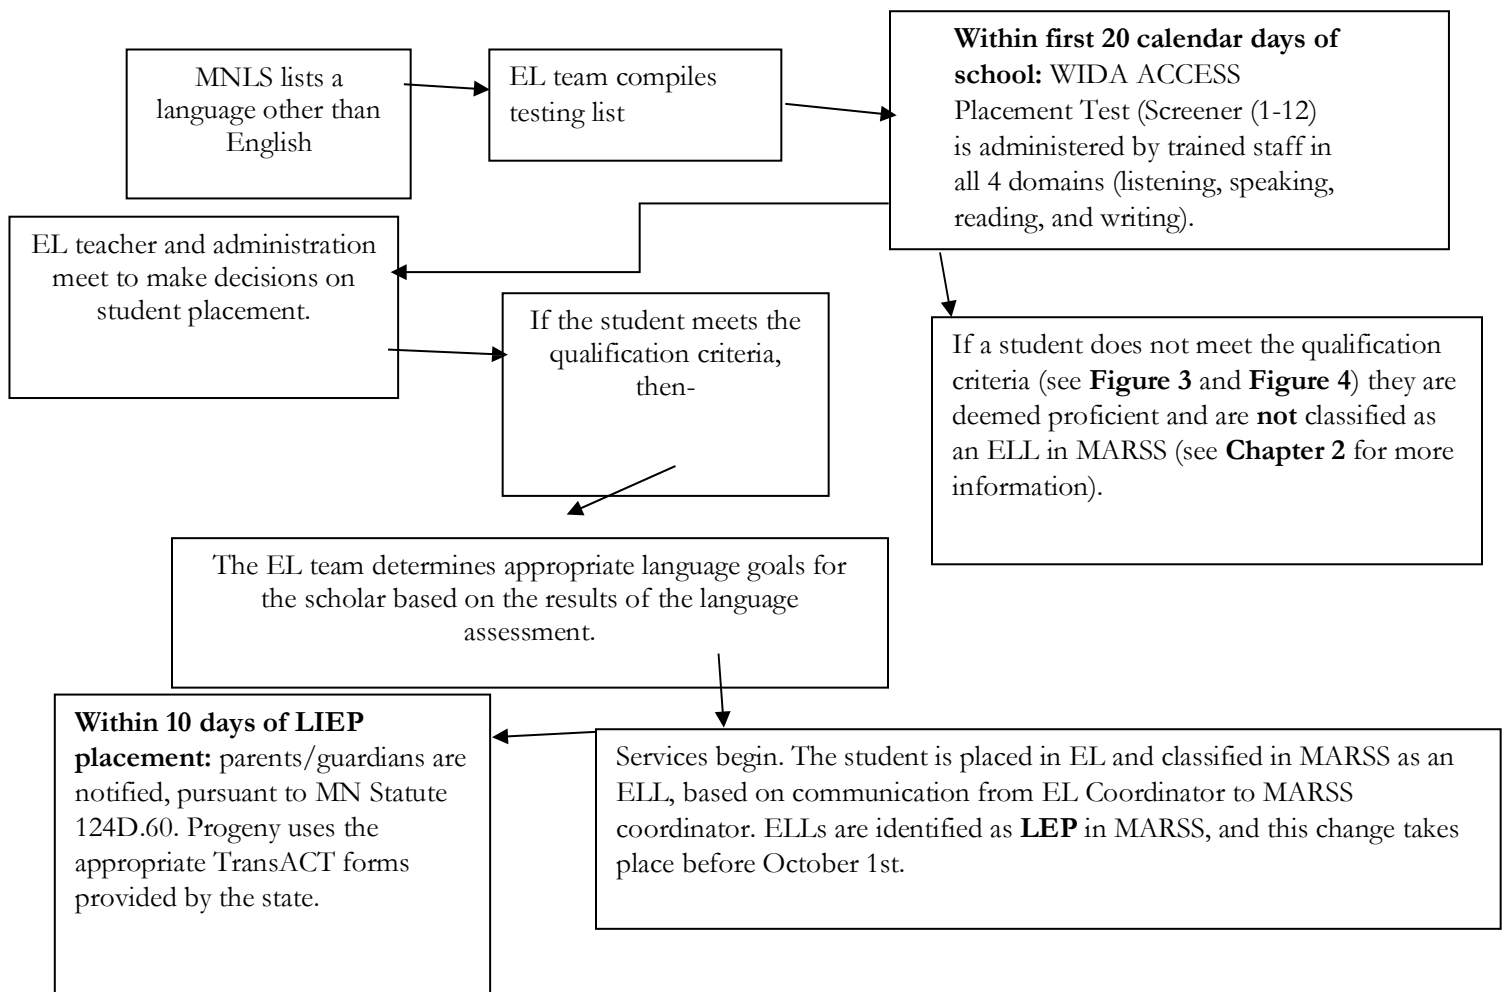 MNLS lists a
language other than
English
EL team compiles
testing list
Within first 20 calendar days of
school: WIDA ACCESS
Placement Test (Screener (1-12)
is administered by trained staff in
all 4 domains (listening, speaking,
reading, and writing).
EL teacher and administration
meet to make decisions on
student placement.
If the student meets the
qualification criteria,
then-
If a student does not meet the qualification
criteria (see Figure 3 and Figure 4) they are
deemed proficient and are not classified as
an ELL in MARSS (see Chapter 2 for more
information).
The EL team determines appropriate language goals for
the scholar based on the results of the language
assessment.
Services begin. The student is placed in EL and classified in MARSS as an
ELL, based on communication from EL Coordinator to MARSS
coordinator. ELLs are identified as LEP in MARSS, and this change takes
place before October 1st.
Within 10 days of LIEP
placement: parents/guardians are
notified, pursuant to MN Statute
124D.60. Progeny uses the
appropriate TransACT forms
provided by the state.